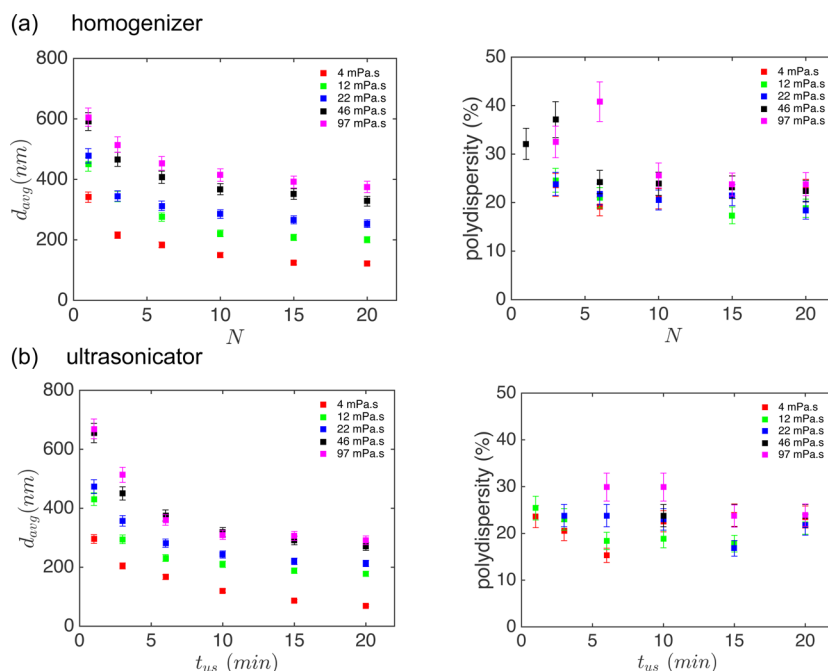 (a) homogenizer
800
600
400
200
0
0 5 10 15 20
d_avg (nm)
N
4 mPa.s
12 mPa.s
22 mPa.s
46 mPa.s
97 mPa.s
50
40
30
20
10
0
0 5 10 15 20
polydispersity (%)
N
4 mPa.s
12 mPa.s
22 mPa.s
46 mPa.s
97 mPa.s
(b) ultrasonicator
800
600
400
200
0
0 5 10 15 20
d_avg (nm)
t_us (min)
4 mPa.s
12 mPa.s
22 mPa.s
46 mPa.s
97 mPa.s
50
40
30
20
10
0
0 5 10 15 20
polydispersity (%)
t_us (min)
4 mPa.s
12 mPa.s
22 mPa.s
46 mPa.s
97 mPa.s